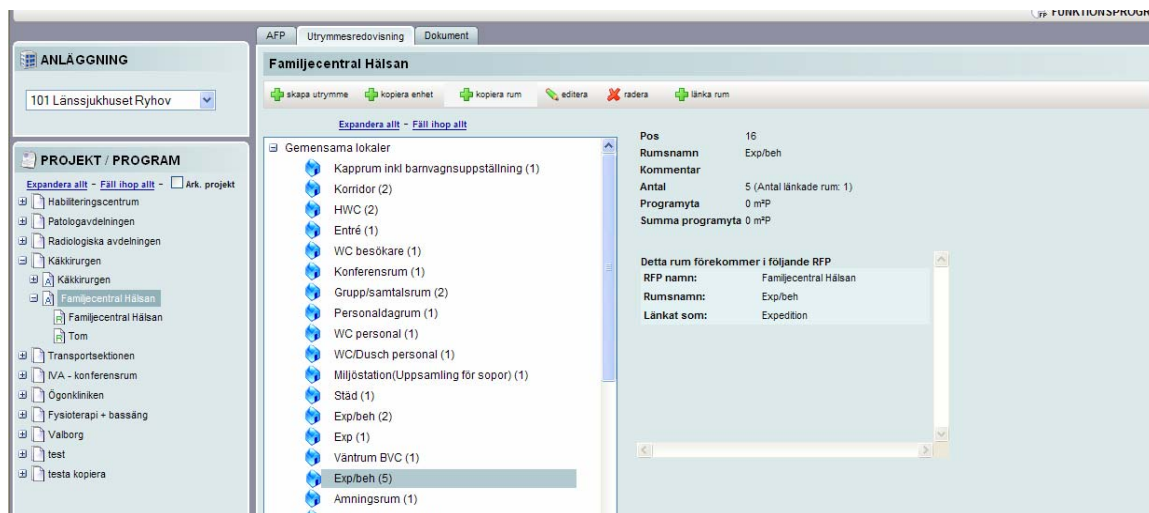 FP FUNKTIONSPROGR
AFP Utrymmesredovisning Dokument
ANLÄGGNING
101 Länssjukhuset Ryhov
PROJEKT / PROGRAM
Expandera allt - Fäll ihop allt - Ark. projekt
Habiliteringscentrum
Patologavdelningen
Radiologiska avdelningen
Käkkirurgen
A Käkkirurgen
A Familjecentral Hälsan
R Familjecentral Hälsan
R Tom
Transportsektionen
IVA - konferensrum
Ögonkliniken
Fysioterapi + bassäng
Valborg
test
testa kopiera
Familjecentral Hälsan
skapa utrymme kopiera enhet kopiera rum editera radera länka rum
Expandera allt - Fäll ihop allt
Gemensama lokaler
Kapprum inkl barnvagnsuppställning (1)
Korridor (2)
HWC (2)
Entré (1)
WC besökare (1)
Konferensrum (1)
Grupp/samtalsrum (2)
Personaldagrum (1)
WC personal (1)
WC/Dusch personal (1)
Miljöstation(Uppsamling för sopor) (1)
Städ (1)
Exp/beh (2)
Exp (1)
Väntrum BVC (1)
Exp/beh (5)
Amningsrum (1)
Pos 16
Rumsnamn Exp/beh
Kommentar
Antal 5 (Antal länkade rum: 1)
Programyta 0 m²P
Summa programyta 0 m²P
Detta rum förekommer i följande RFP
RFP namn: Familjecentral Hälsan
Rumsnamn: Exp/beh
Länkat som: Expedition